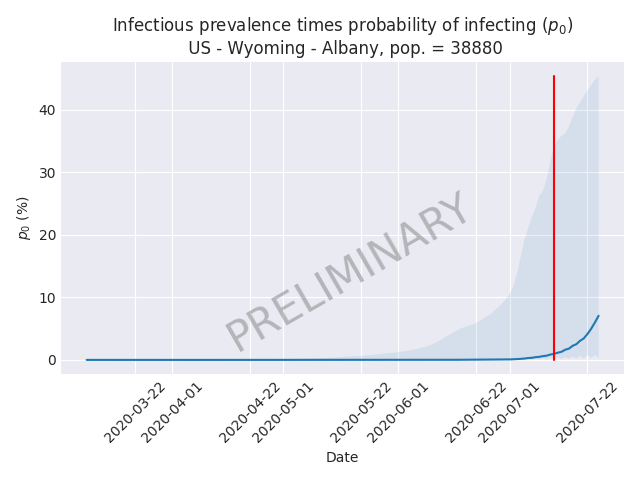 Infectious prevalence times probability of infecting (p₀)
US - Wyoming - Albany, pop. = 38880
40
30
20
10
0
p₀ (%)
PRELIMINARY
2020-03-22
2020-04-01
2020-04-22
2020-05-01
2020-05-22
2020-06-01
2020-06-22
2020-07-01
2020-07-22
Date